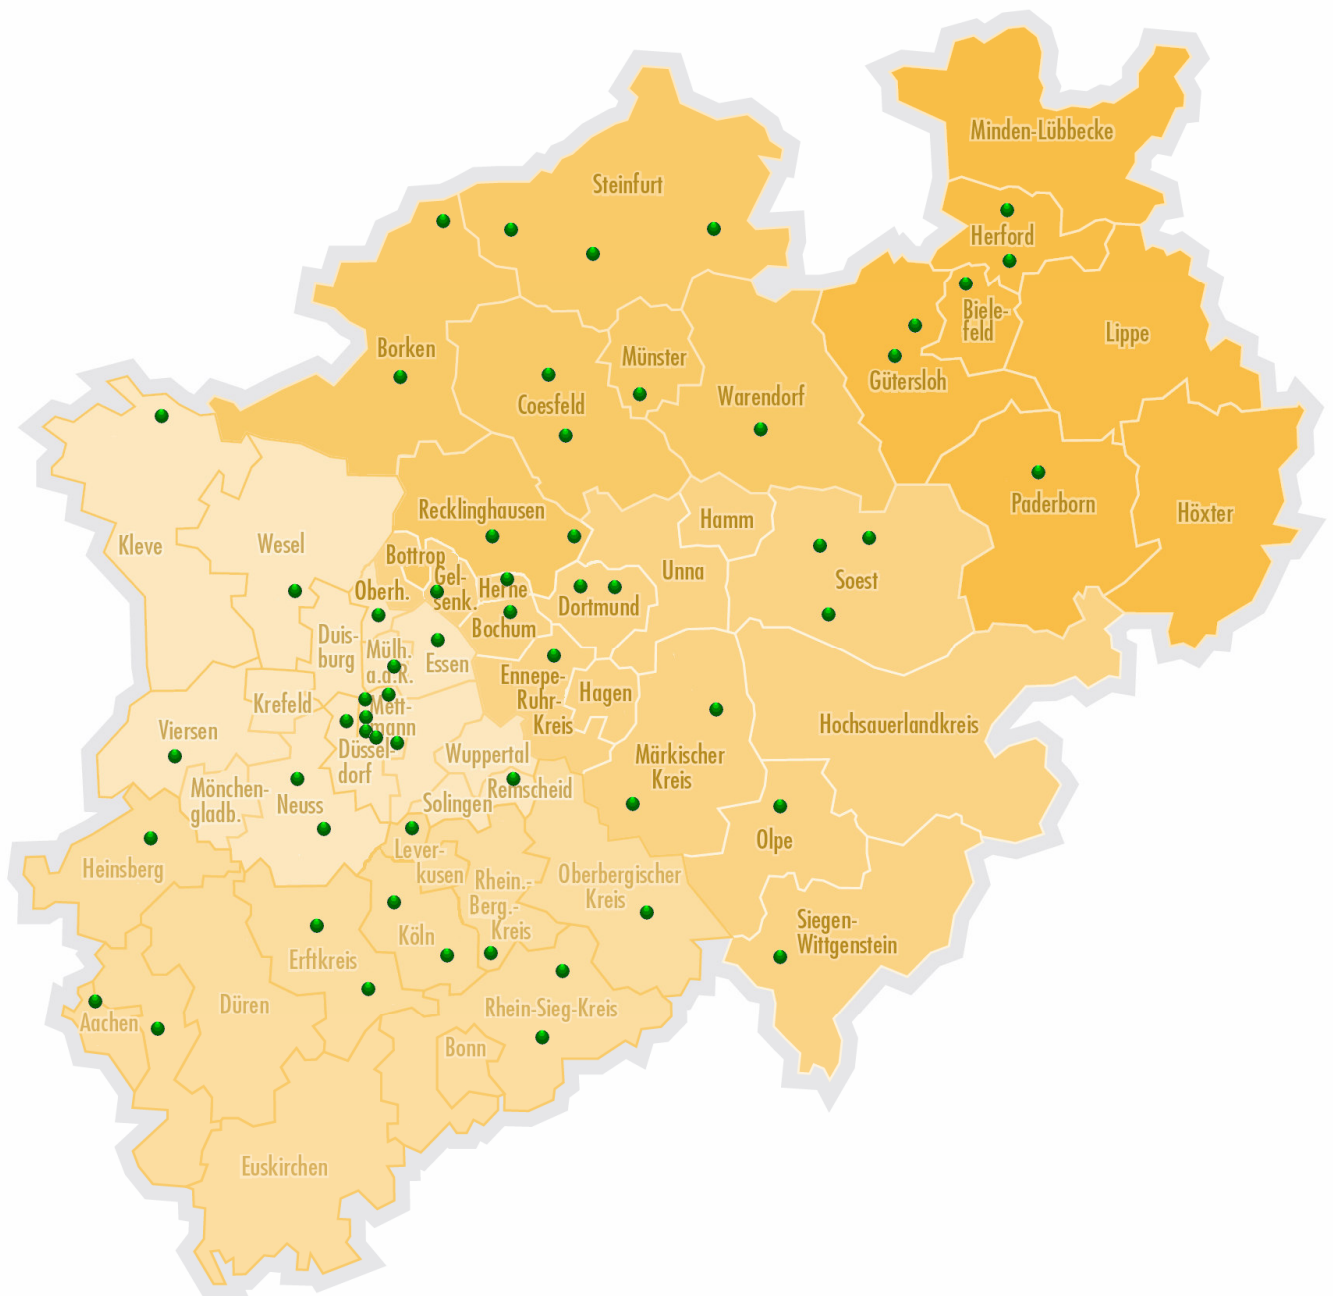 Minden-Lübbecke
Steinfurt
Herford
Biele-
feld
Lippe
Borken
Münster
Gütersloh
Coesfeld
Warendorf
Recklinghausen
Hamm
Paderborn
Höxter
Kleve
Wesel
Bottrop
Gel-
senk.
Oberh.
Herne
Dortmund
Unna
Soest
Bochum
Duis-
burg
Mülh.
a.d.R.
Essen
Ennepe-
Ruhr-
Kreis
Hagen
Krefeld
Mett-
mann
Viersen
Hochsauerlandkreis
Düssel-
dorf
Wuppertal
Märkischer
Kreis
Mönchen-
gladb.
Neuss
Solingen
Remscheid
Olpe
Heinsberg
Lever-
kusen
Rhein.-
Berg.-
Kreis
Oberbergischer
Kreis
Köln
Siegen-
Wittgenstein
Erftkreis
Düren
Rhein-Sieg-Kreis
Aachen
Bonn
Euskirchen